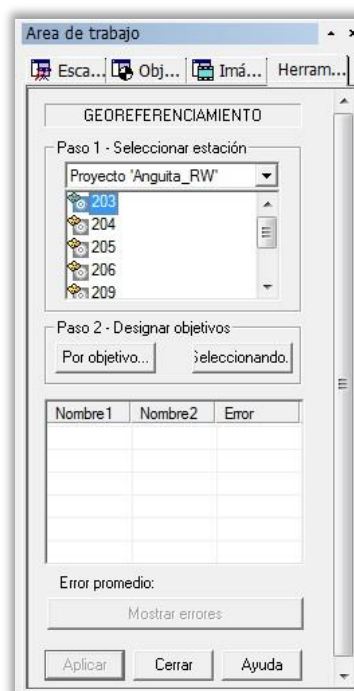 Area de trabajo
Esca... Obj... Imá... Herram...
GEOREFERENCIAMIENTO
Paso 1 - Seleccionar estación
Proyecto 'Anguita_RW'
203
204
205
206
209
Paso 2 - Designar objetivos
Por objetivo... Seleccionando.
Nombre1 Nombre2 Error
Error promedio:
Mostrar errores
Aplicar Cerrar Ayuda